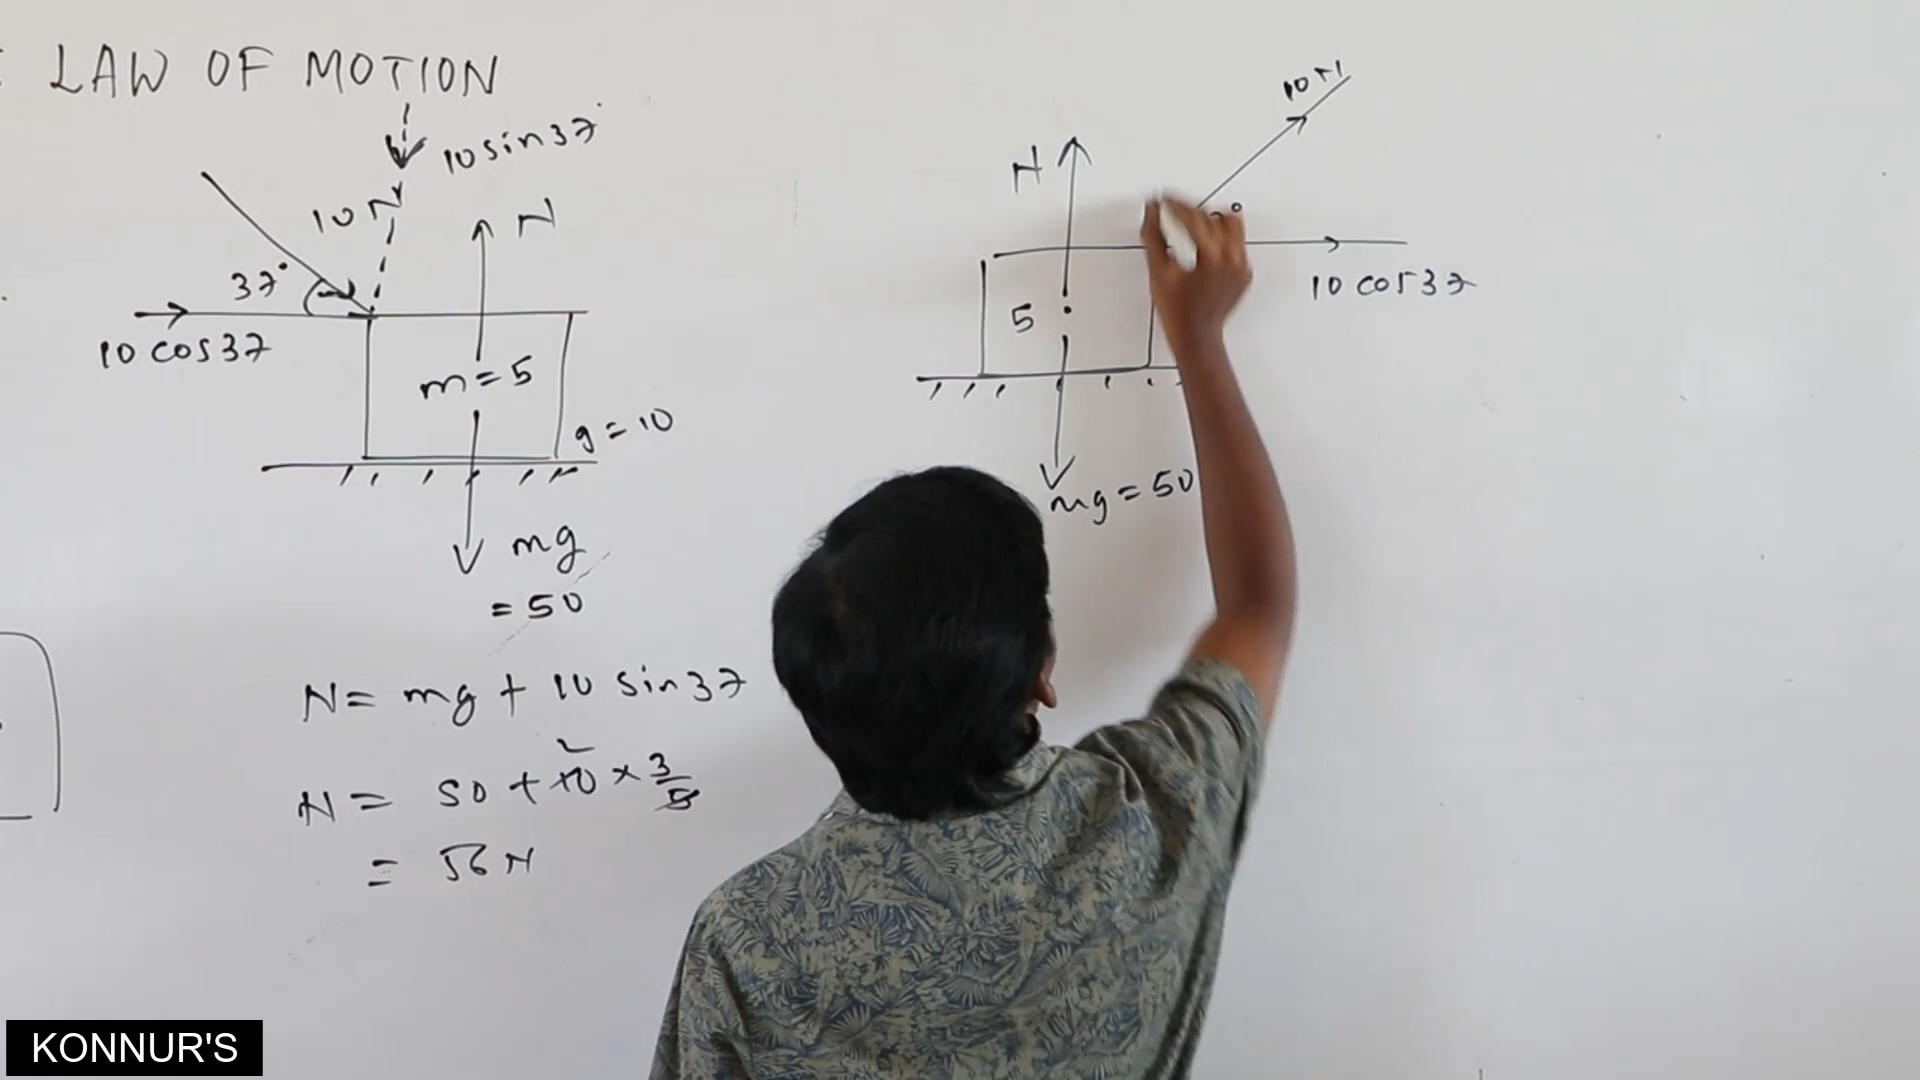 LAW OF MOTION
10 sin 37°
10 N
N
37°
10 cos 37
m = 5
g = 10
mg
= 50
N = mg + 10 sin 37
N = 50 + 10 2 × 3/5
= 56 N
10 N
N
10 cos 37
5
mg = 50
KONNUR'S